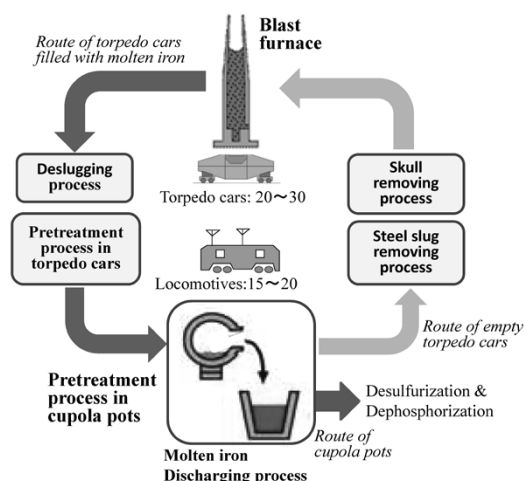 Route of torpedo cars
filled with molten iron
Blast
furnace
Deslugging
process
Skull
removing
process
Torpedo cars: 20～30
Pretreatment
process in
torpedo cars
Steel slug
removing
process
Locomotives:15～20
Route of empty
torpedo cars
Pretreatment
process in
cupola pots
Desulfurization &
Dephosphorization
Route of
cupola pots
Molten iron
Discharging process